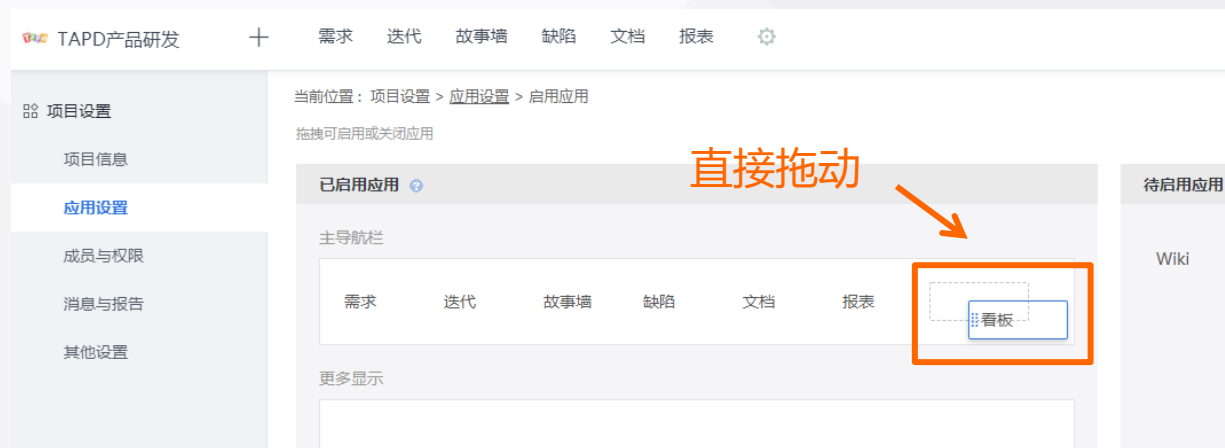 TAPD产品研发
需求 迭代 故事墙 缺陷 文档 报表
项目设置
项目信息
应用设置
成员与权限
消息与报告
其他设置
当前位置：项目设置 > 应用设置 > 启用应用
拖拽可启用或关闭应用
直接拖动
已启用应用
主导航栏
需求 迭代 故事墙 缺陷 文档 报表
看板
更多显示
待启用应用
Wiki